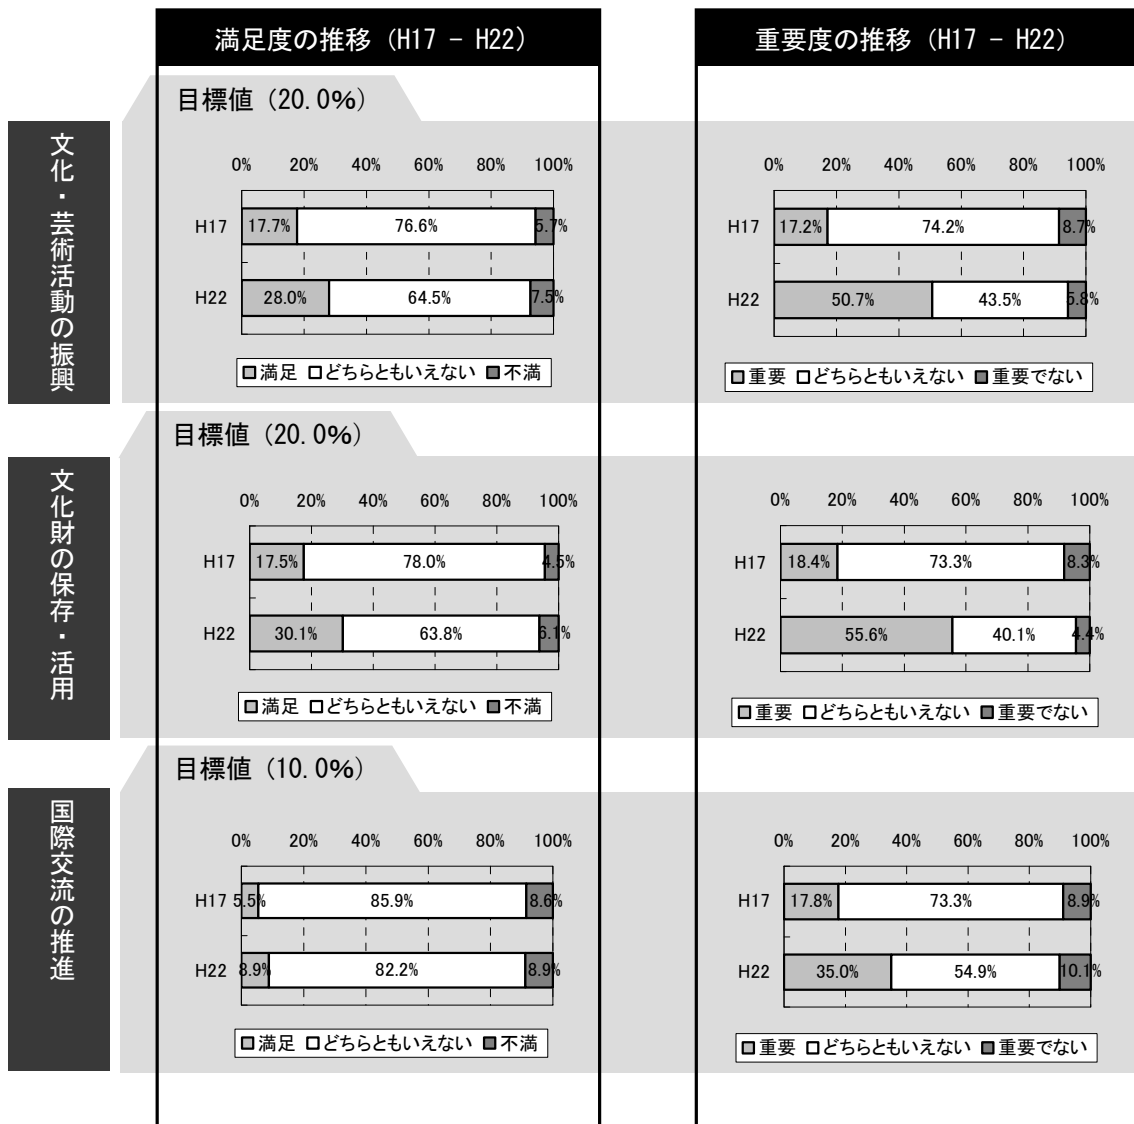 満足度の推移（H17 － H22）
重要度の推移（H17 － H22）
文化・芸術活動の振興
目標値（20.0%）
0% 20% 40% 60% 80% 100%
H17 17.7% 76.6% 5.7%
H22 28.0% 64.5% 7.5%
満足 どちらともいえない 不満
0% 20% 40% 60% 80% 100%
H17 17.2% 74.2% 8.7%
H22 50.7% 43.5% 5.8%
重要 どちらともいえない 重要でない
文化財の保存・活用
目標値（20.0%）
0% 20% 40% 60% 80% 100%
H17 17.5% 78.0% 4.5%
H22 30.1% 63.8% 6.1%
満足 どちらともいえない 不満
0% 20% 40% 60% 80% 100%
H17 18.4% 73.3% 8.3%
H22 55.6% 40.1% 4.4%
重要 どちらともいえない 重要でない
国際交流の推進
目標値（10.0%）
0% 20% 40% 60% 80% 100%
H17 5.5% 85.9% 8.6%
H22 8.9% 82.2% 8.9%
満足 どちらともいえない 不満
0% 20% 40% 60% 80% 100%
H17 17.8% 73.3% 8.9%
H22 35.0% 54.9% 10.1%
重要 どちらともいえない 重要でない